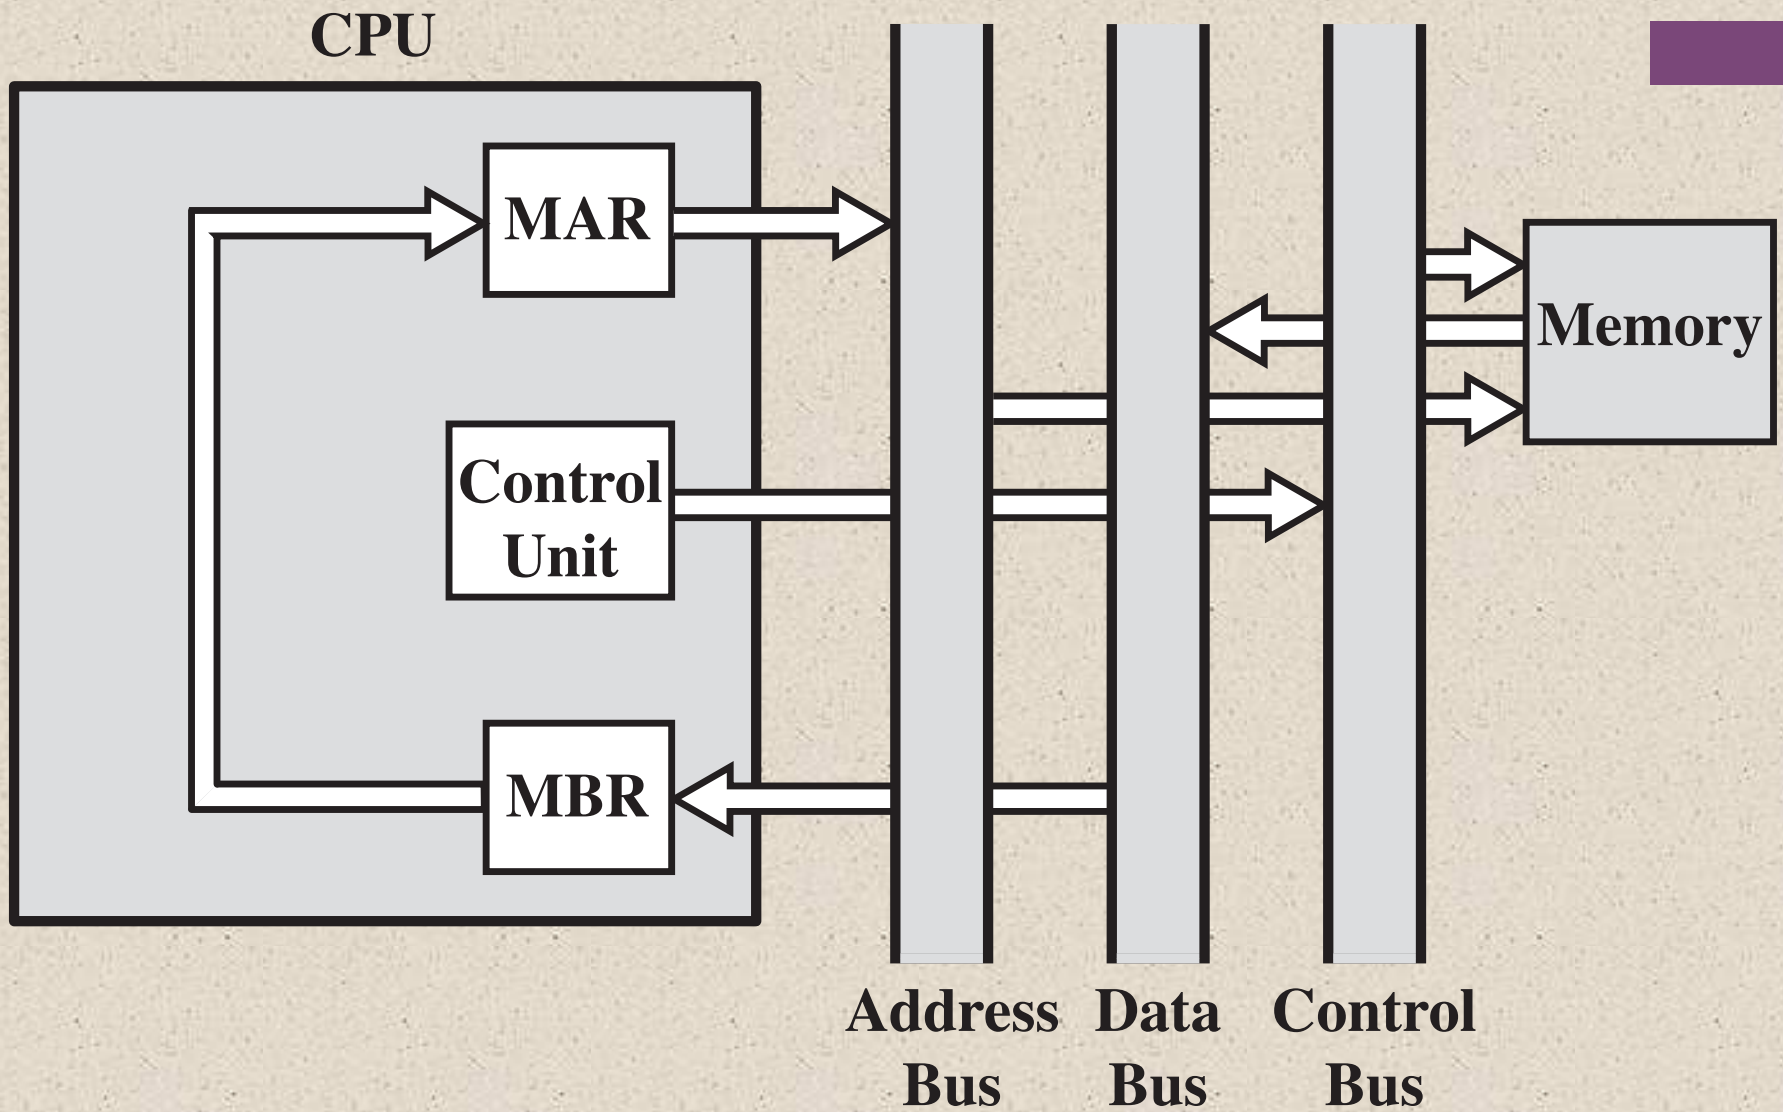 CPU
MAR
Memory
Control
Unit
MBR
Address
Bus
Data
Bus
Control
Bus